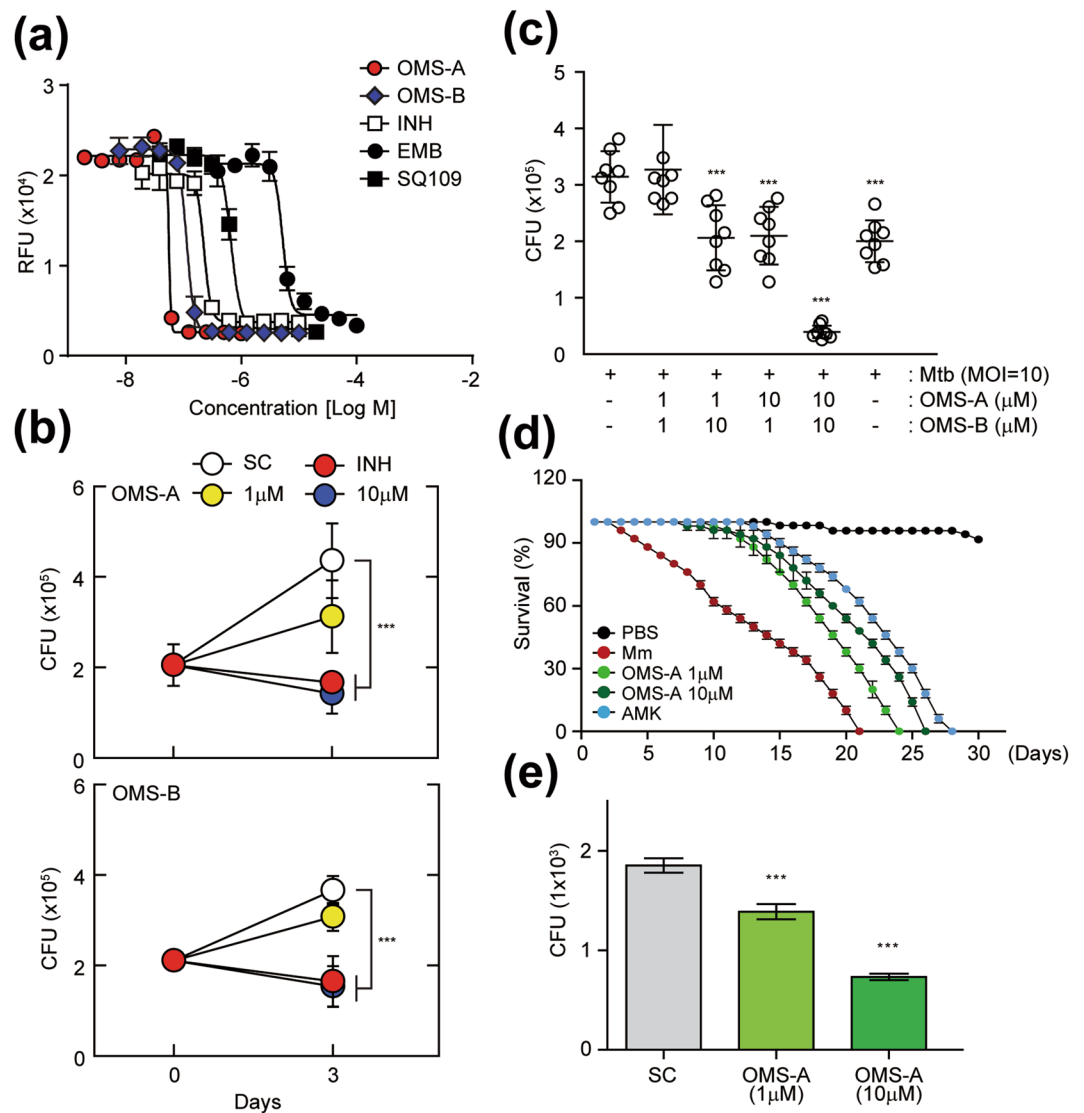 (a)
RFU (x10⁴)
3
2
1
0
-8
-6
-4
-2
Concentration [Log M]
OMS-A
OMS-B
INH
EMB
SQ109
(b)
SC
INH
1μM
10μM
OMS-A
CFU (x10⁵)
6
4
2
0
***
OMS-B
CFU (x10⁵)
6
4
2
0
***
0
3
Days
(c)
CFU (x10⁵)
5
4
3
2
1
0
*** *** *** ***
+ + + + + + : Mtb (MOI=10)
- 1 1 10 10 - : OMS-A (μM)
- 1 10 1 10 - : OMS-B (μM)
(d)
Survival (%)
120
90
60
30
0
PBS
Mm
OMS-A 1μM
OMS-A 10μM
AMK
5 10 15 20 25 30 (Days)
(e)
CFU (1x10³)
2
1
0
***
***
SC
OMS-A
(1μM)
OMS-A
(10μM)